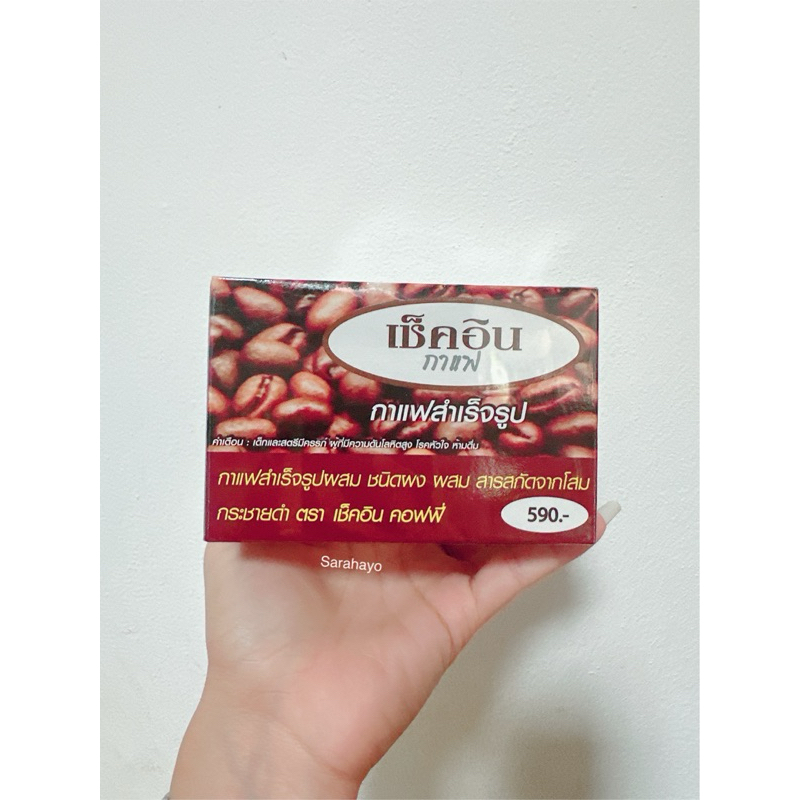 เช็คอิน
กาแฟ
กาแฟสำเร็จรูป
คำเตือน : เด็กและสตรีมีครรภ์ ผู้ที่มีความดันโลหิตสูง โรคหัวใจ ห้ามดื่ม
กาแฟสำเร็จรูปผสม ชนิดผง ผสม สารสกัดจากโสม
กระชายดำ ตรา เช็คอิน คอฟฟี่
590.-
Sarahayo